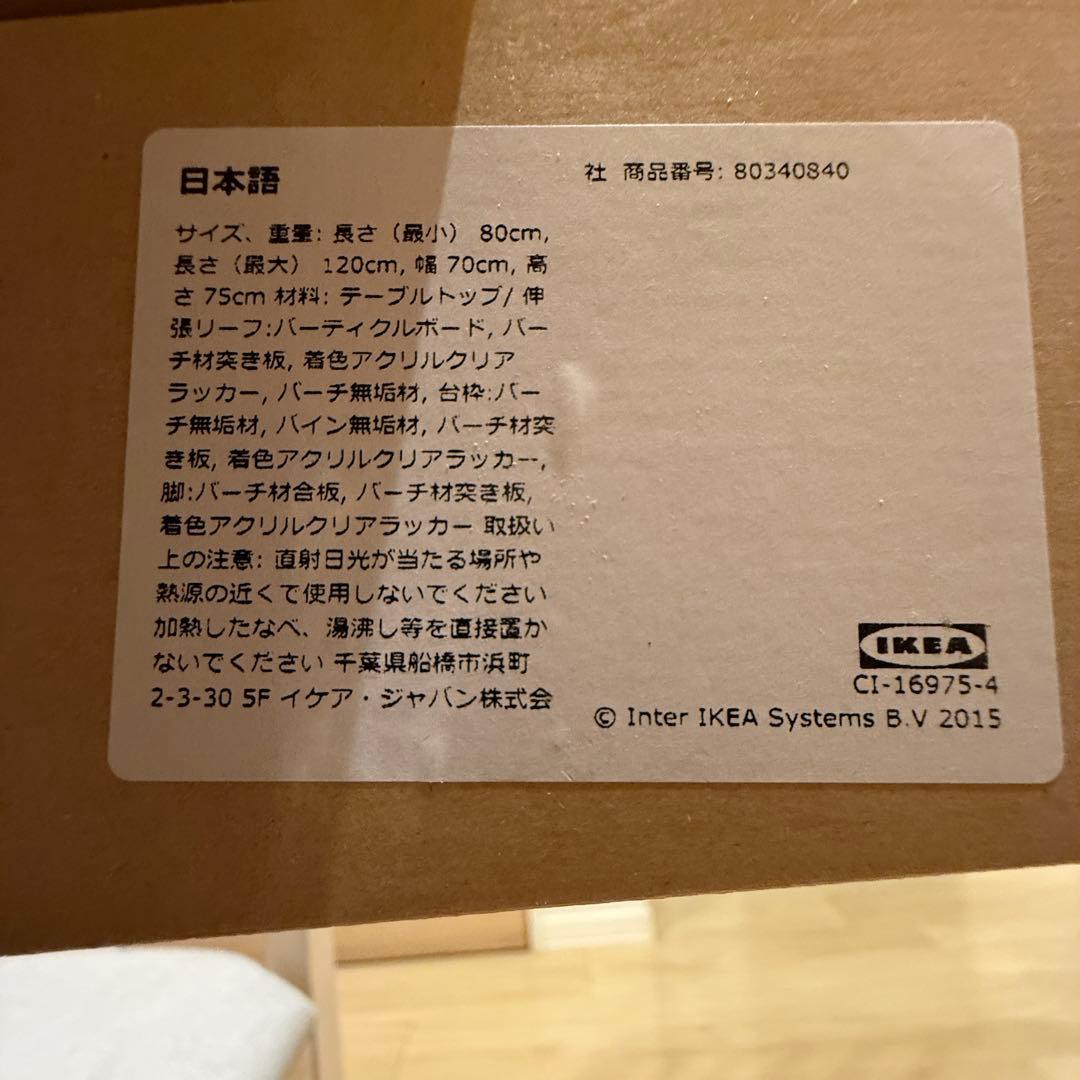 日本語
サイズ、重量: 長さ（最小） 80cm,
長さ（最大） 120cm, 幅 70cm, 高
さ 75cm 材料: テーブルトップ/ 伸
張リーフ:パーティクルボード, バー
チ材突き板, 着色アクリルクリア
ラッカー, バーチ無垢材, 台枠:バー
チ無垢材, パイン無垢材, バーチ材突
き板, 着色アクリルクリアラッカー,
脚:バーチ材合板, バーチ材突き板,
着色アクリルクリアラッカー 取扱い
上の注意: 直射日光が当たる場所や
熱源の近くで使用しないでください
加熱したなべ、湯沸し等を直接置か
ないでください 千葉県船橋市浜町
2-3-30 5F イケア・ジャパン株式会
社 商品番号: 80340840
IKEA
CI-16975-4
© Inter IKEA Systems B.V 2015